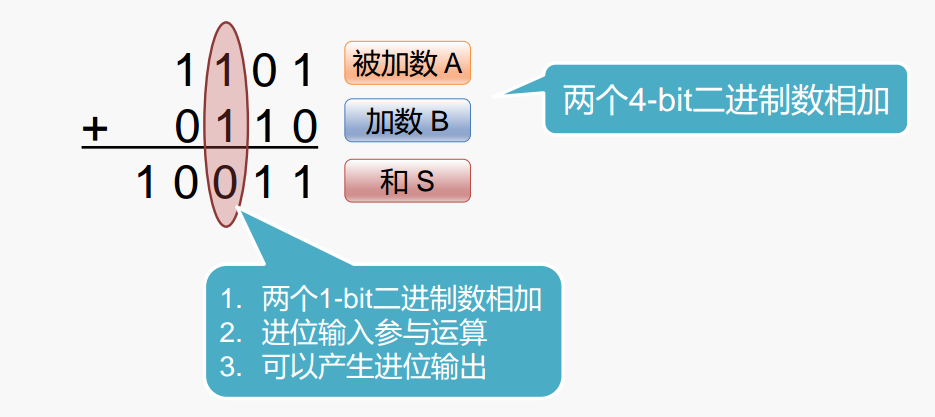 1 1 0 1 被加数 A
+ 0 1 1 0 加数 B
1 0 0 1 1 和 S
两个4-bit二进制数相加
1. 两个1-bit二进制数相加
2. 进位输入参与运算
3. 可以产生进位输出